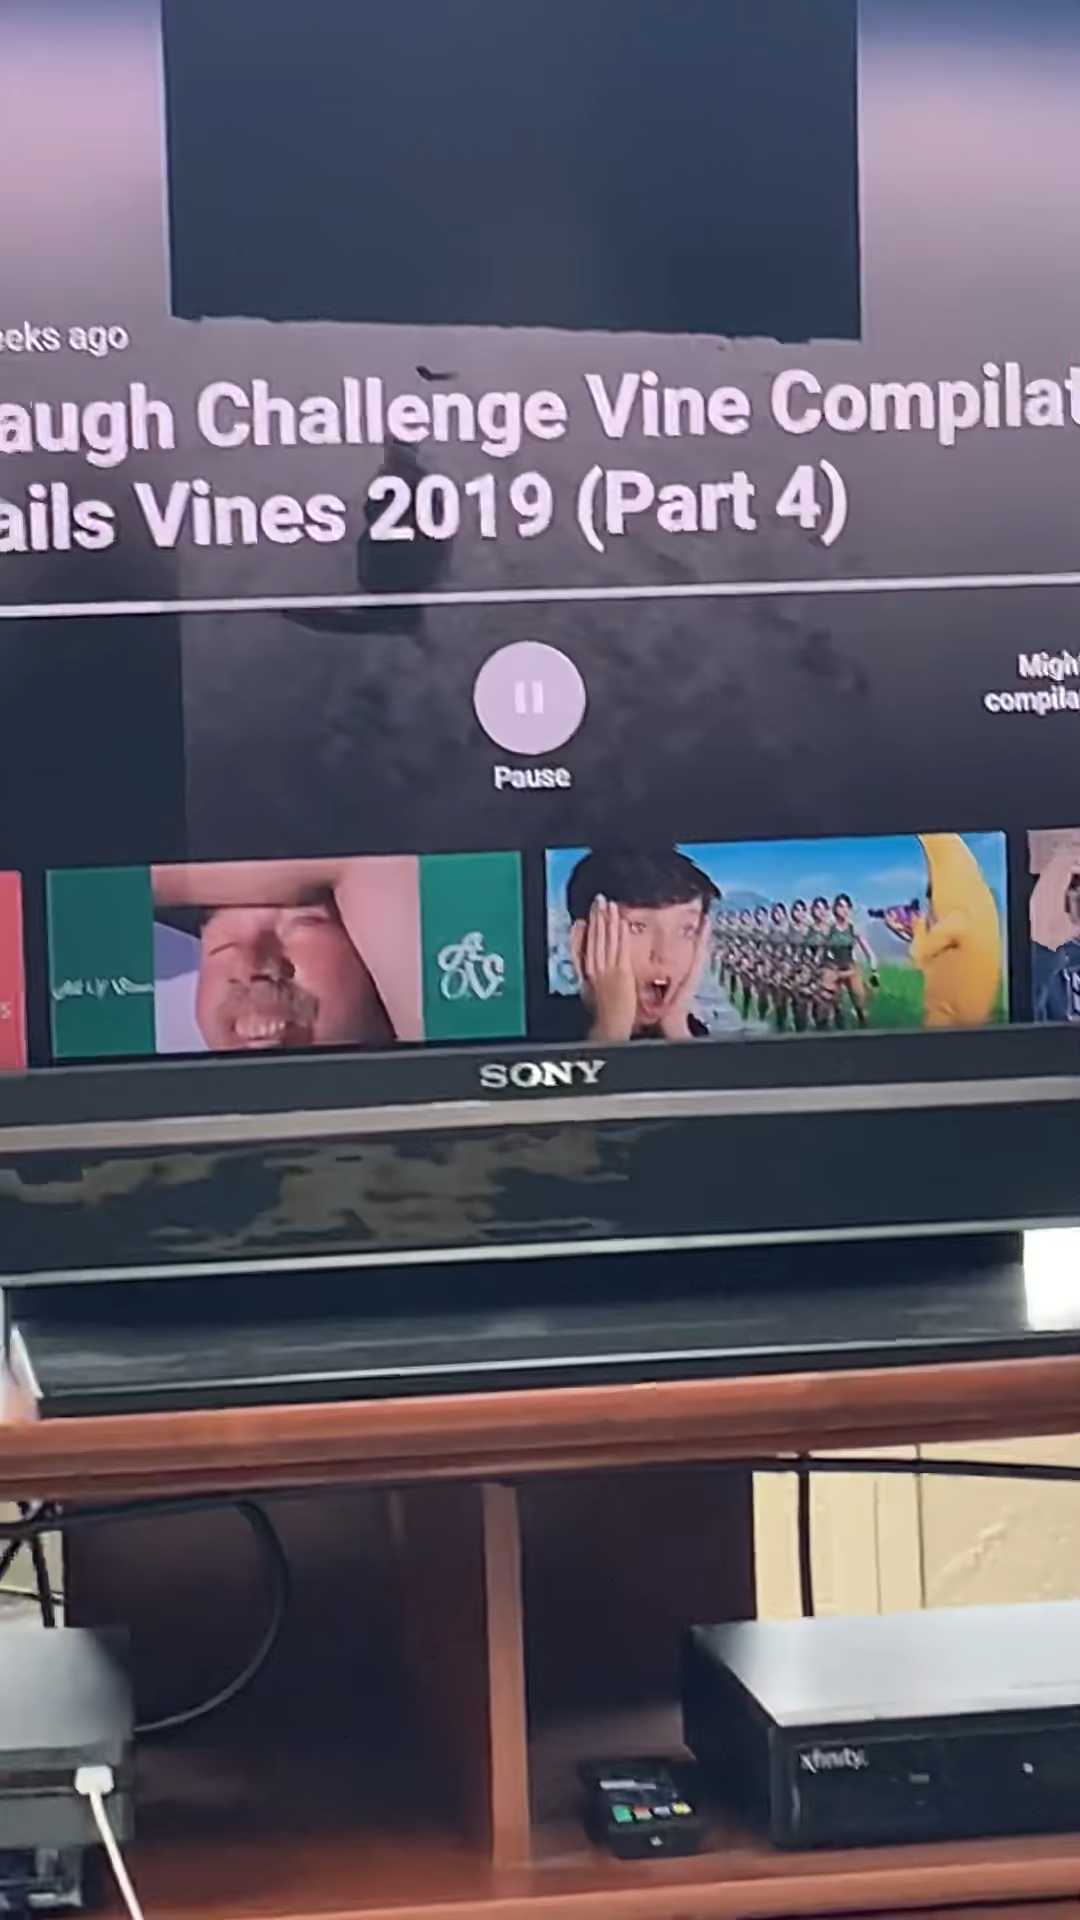 eeks ago
augh Challenge Vine Compilat
ails Vines 2019 (Part 4)
Migh
compila
Pause
SONY
xfinity